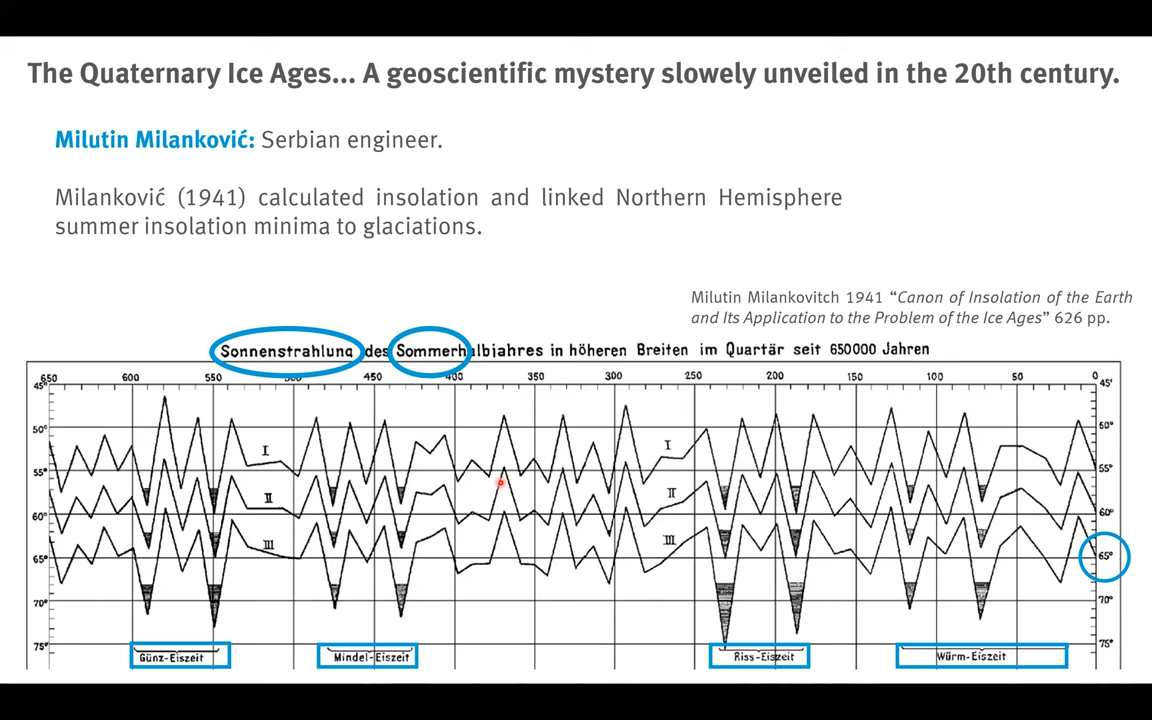 The Quaternary Ice Ages... A geoscientific mystery slowly unveiled in the 20th century.
Milutin Milanković: Serbian engineer.
Milanković (1941) calculated insolation and linked Northern Hemisphere
summer insolation minima to glaciations.
Milutin Milankovitch 1941 “Canon of Insolation of the Earth
and Its Application to the Problem of the Ice Ages” 626 pp.
Sonnenstrahlung des Sommerhalbjahres in höheren Breiten im Quartär seit 650000 Jahren
650 600 550 500 450 400 350 300 250 200 150 100 50 0
45° 45°
50° 50°
I I
55° 55°
II II
60° 60°
III III
65° 65°
70° 70°
75° 75°
Günz-Eiszeit Mindel-Eiszeit Riss-Eiszeit Würm-Eiszeit